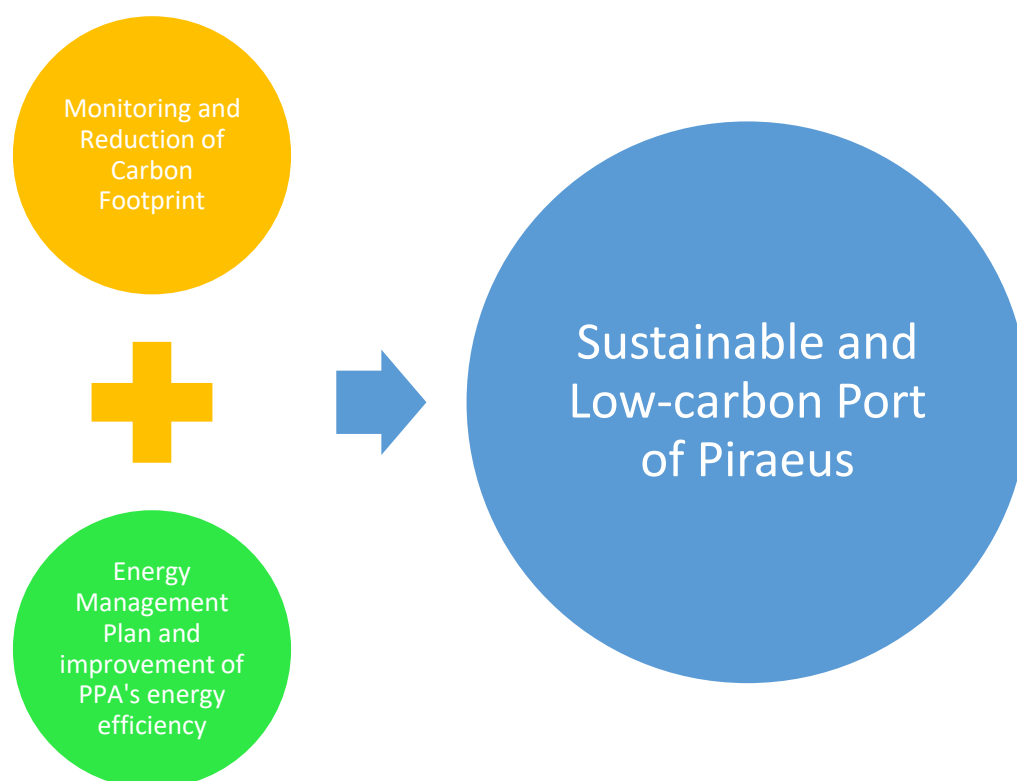 Monitoring and
Reduction of
Carbon
Footprint
Energy
Management
Plan and
improvement of
PPA's energy
efficiency
Sustainable and
Low-carbon Port
of Piraeus